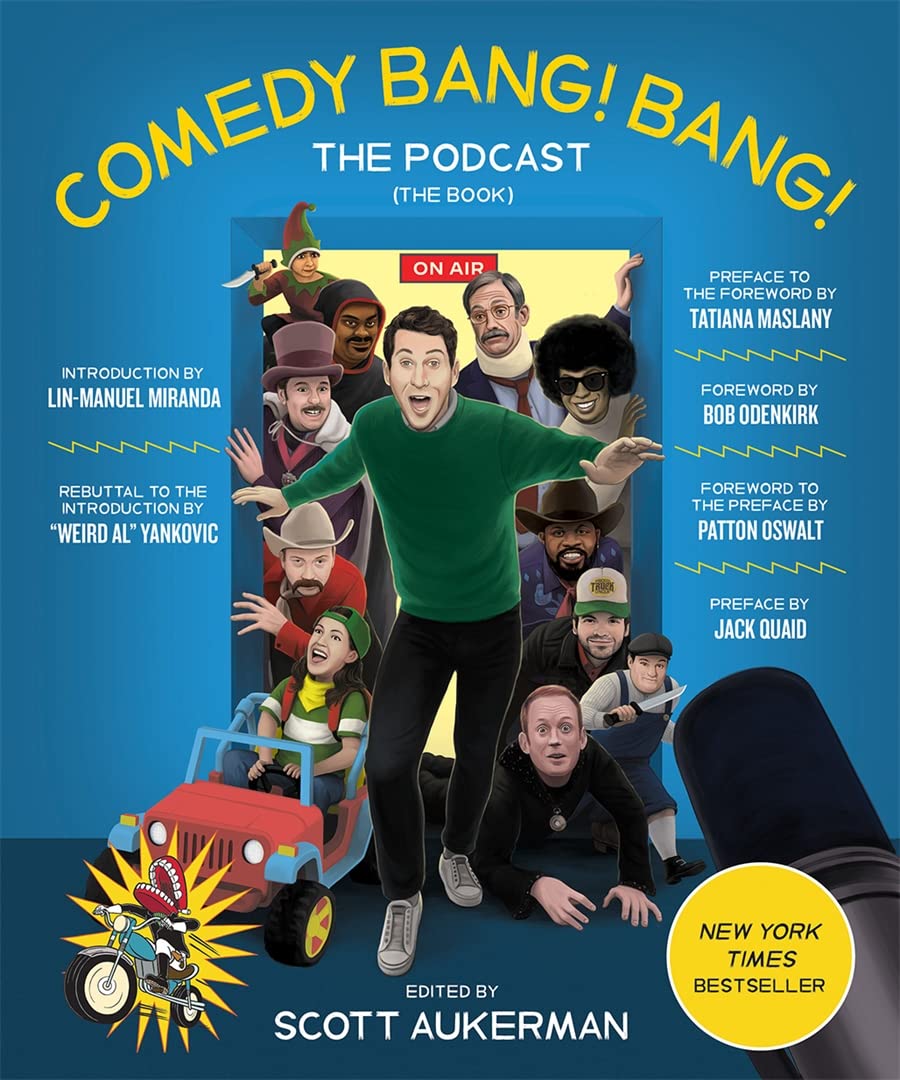 COMEDY BANG! BANG!
THE PODCAST
(THE BOOK)
ON AIR
INTRODUCTION BY
LIN-MANUEL MIRANDA
REBUTTAL TO THE
INTRODUCTION BY
“WEIRD AL” YANKOVIC
PREFACE TO
THE FOREWORD BY
TATIANA MASLANY
FOREWORD BY
BOB ODENKIRK
FOREWORD TO
THE PREFACE BY
PATTON OSWALT
PREFACE BY
JACK QUAID
TRUCK
NEW YORK
TIMES
BESTSELLER
EDITED BY
SCOTT AUKERMAN